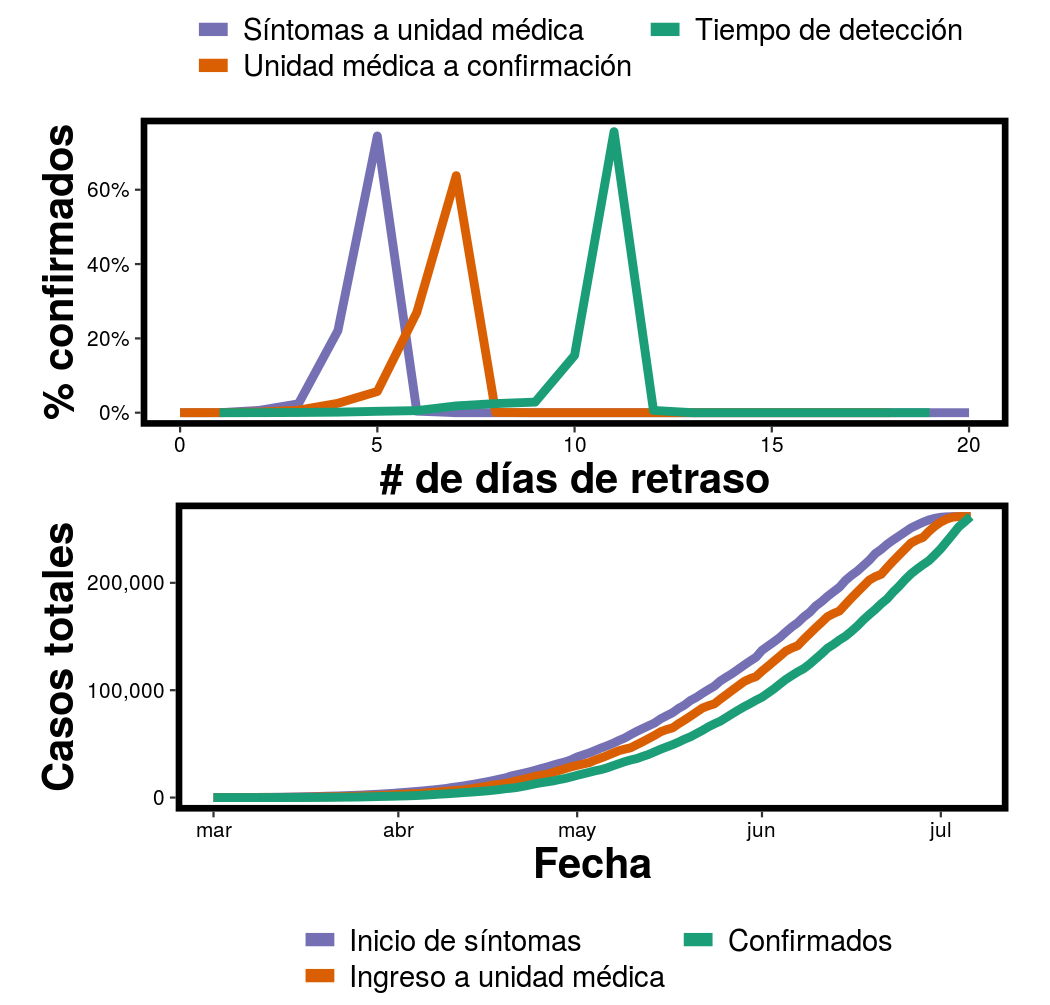 Síntomas a unidad médica
Tiempo de detección
Unidad médica a confirmación
% confirmados
60%
40%
20%
0%
0 5 10 15 20
# de días de retraso
Casos totales
200,000
100,000
0
mar abr may jun jul
Fecha
Inicio de síntomas
Confirmados
Ingreso a unidad médica